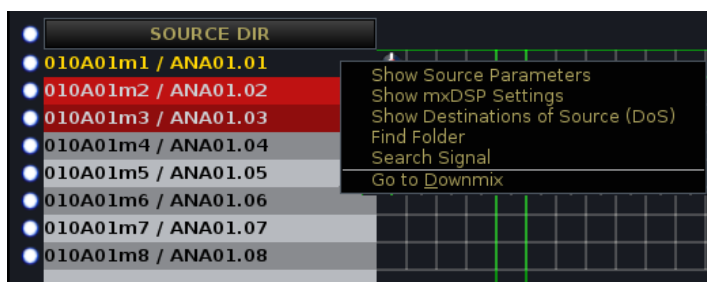 SOURCE DIR
010A01m1 / ANA01.01
010A01m2 / ANA01.02
010A01m3 / ANA01.03
010A01m4 / ANA01.04
010A01m5 / ANA01.05
010A01m6 / ANA01.06
010A01m7 / ANA01.07
010A01m8 / ANA01.08
Show Source Parameters
Show mxDSP Settings
Show Destinations of Source (DoS)
Find Folder
Search Signal
Go to Downmix